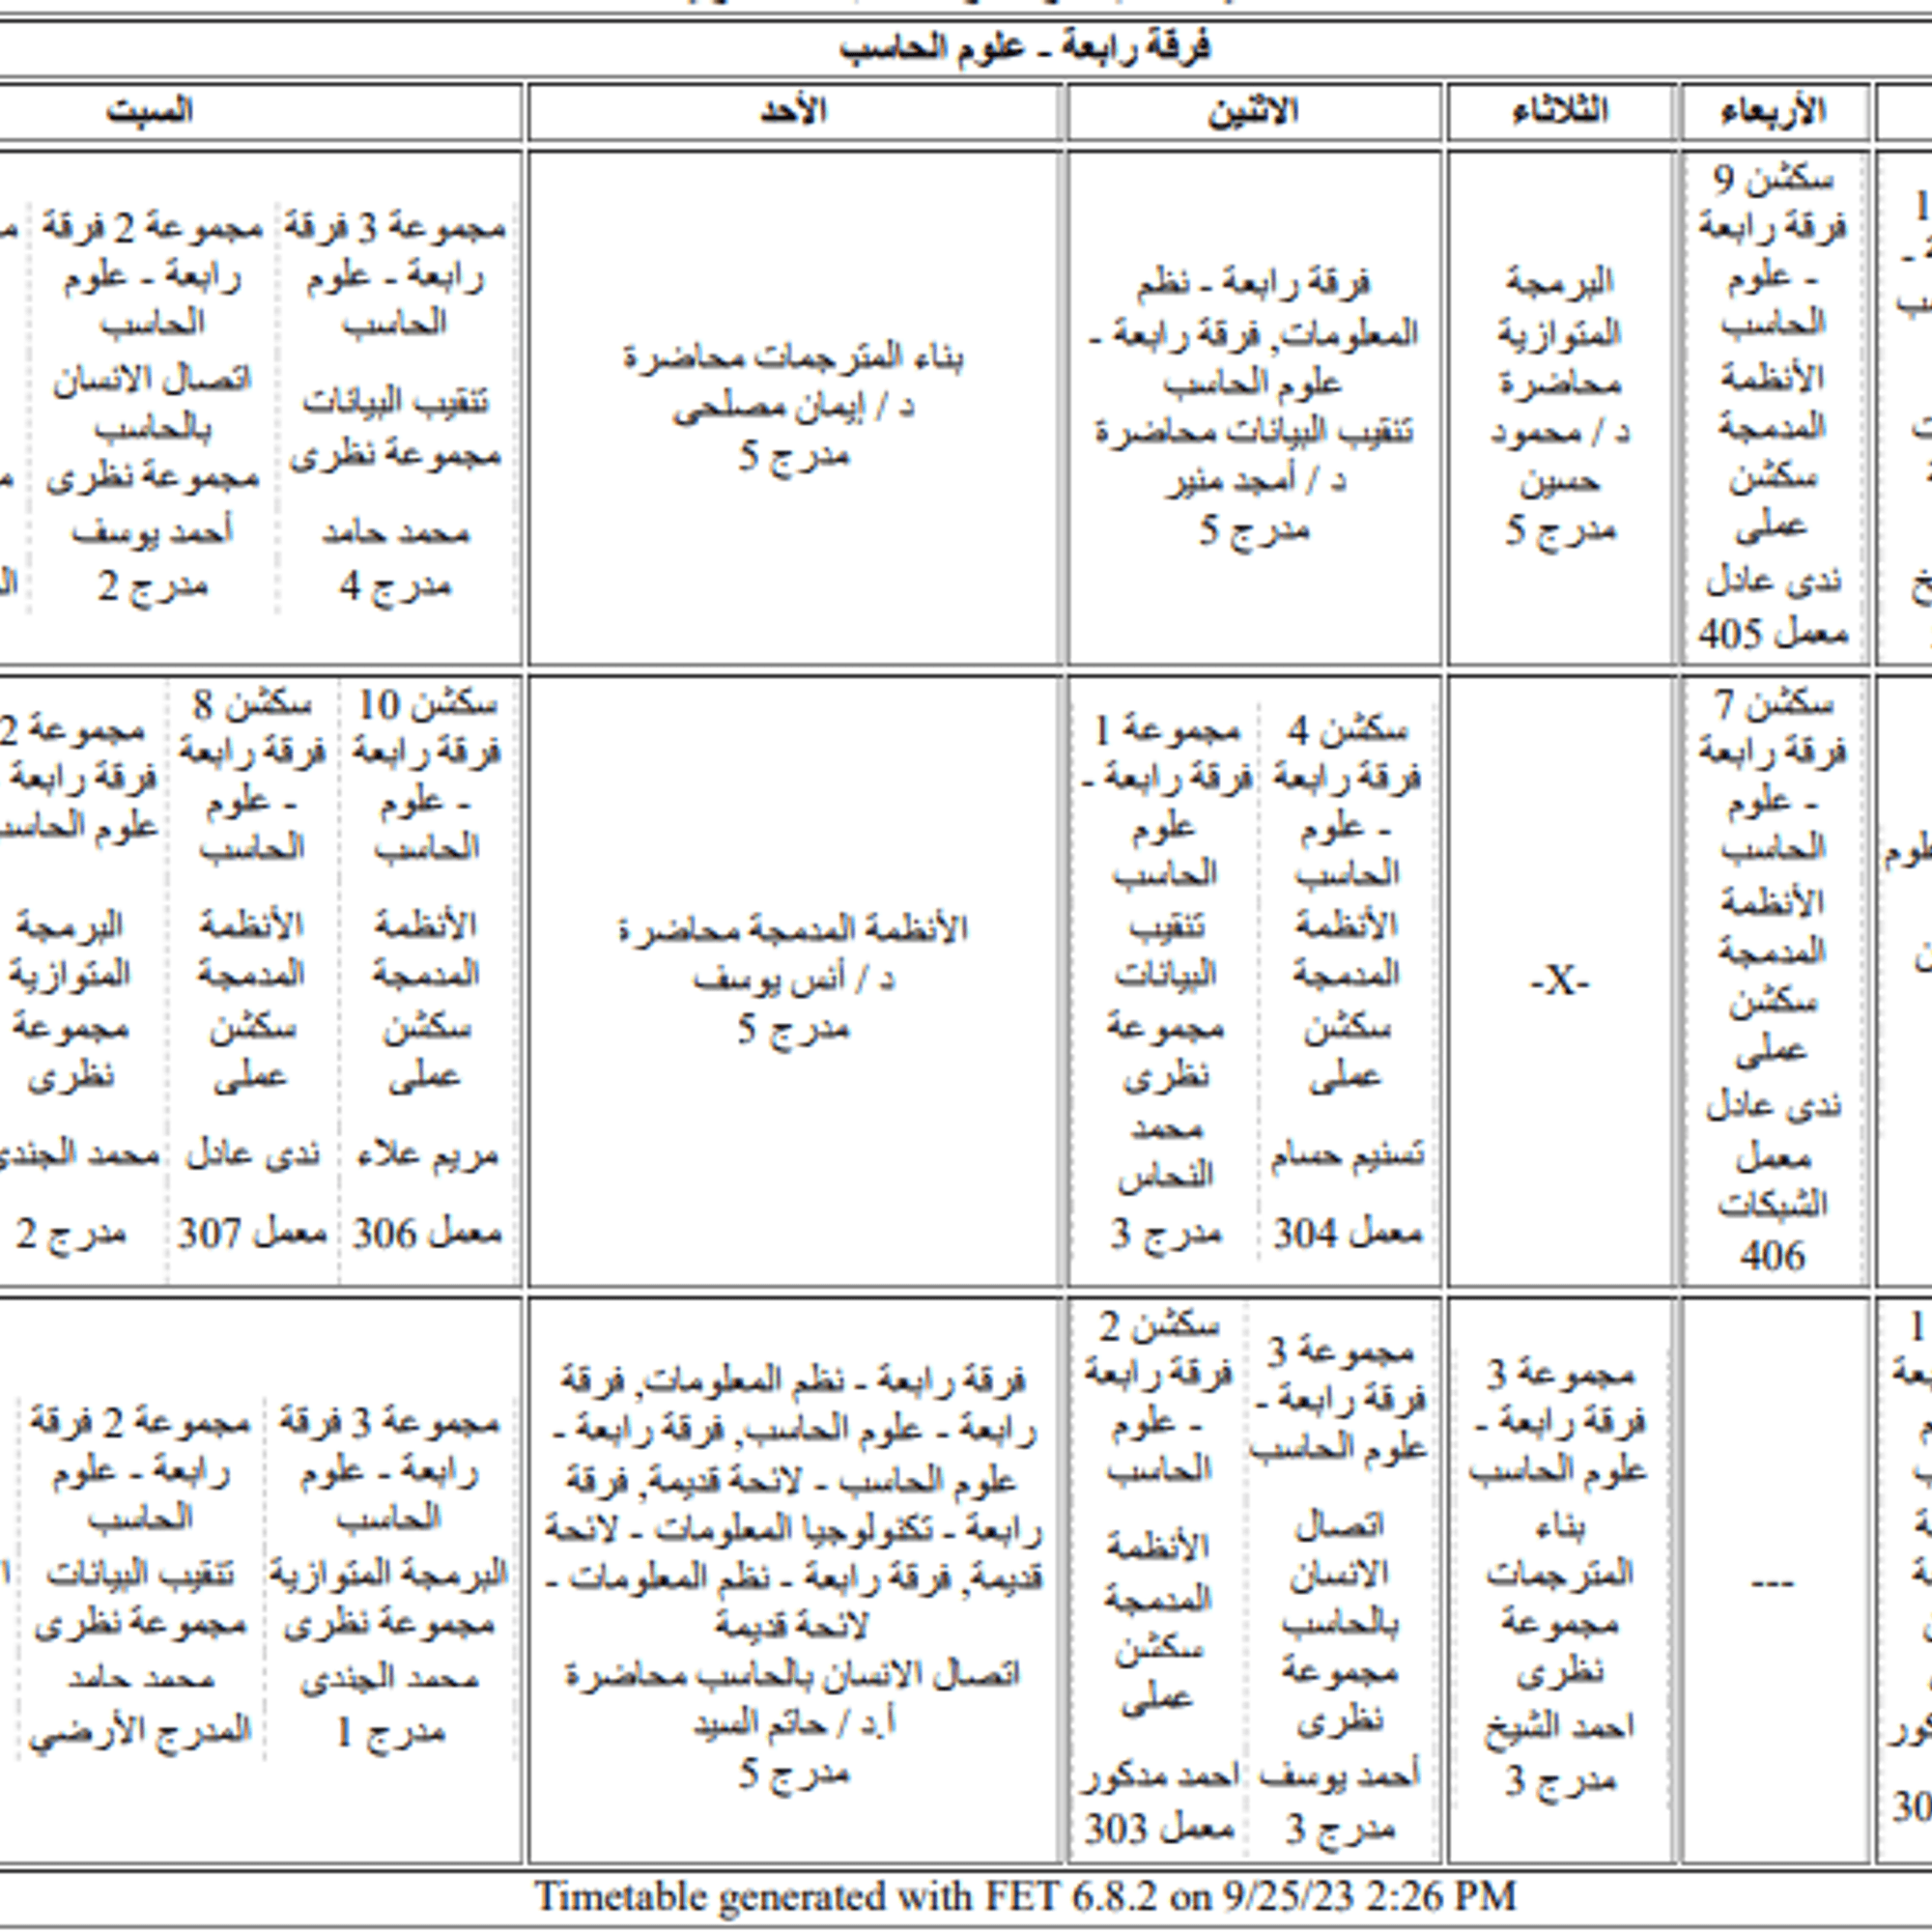 فرقة رابعة - علوم الحاسب
السبت
الأحد
الاثنين
الثلاثاء
الأربعاء
مجموعة 2 فرقة
رابعة - علوم
الحاسب
اتصال الانسان
بالحاسب
مجموعة نظرى
أحمد يوسف
مدرج 2
مجموعة 3 فرقة
رابعة - علوم
الحاسب
تنقيب البيانات
مجموعة نظرى
محمد حامد
مدرج 4
بناء المترجمات محاضرة
د / إيمان مصلحى
مدرج 5
فرقة رابعة - نظم
المعلومات, فرقة رابعة -
علوم الحاسب
تنقيب البيانات محاضرة
د / أمجد منير
مدرج 5
البرمجة
المتوازية
محاضرة
د / محمود
حسين
مدرج 5
سكشن 9
فرقة رابعة
- علوم
الحاسب
الأنظمة
المدمجة
سكشن
عملى
ندى عادل
معمل 405
مجموعة 2
فرقة رابعة
علوم الحاسب
البرمجة
المتوازية
مجموعة
نظرى
محمد الجندى
مدرج 2
سكشن 8
فرقة رابعة
- علوم
الحاسب
الأنظمة
المدمجة
سكشن
عملى
ندى عادل
معمل 307
سكشن 10
فرقة رابعة
- علوم
الحاسب
الأنظمة
المدمجة
سكشن
عملى
مريم علاء
معمل 306
الأنظمة المدمجة محاضرة
د / أنس يوسف
مدرج 5
مجموعة 1
فرقة رابعة -
علوم
الحاسب
تنقيب
البيانات
مجموعة
نظرى
محمد
النحاس
مدرج 3
سكشن 4
فرقة رابعة
- علوم
الحاسب
الأنظمة
المدمجة
سكشن
عملى
تسنيم حسام
معمل 304
-X-
سكشن 7
فرقة رابعة
- علوم
الحاسب
الأنظمة
المدمجة
سكشن
عملى
ندى عادل
معمل
الشبكات
406
مجموعة 2 فرقة
رابعة - علوم
الحاسب
تنقيب البيانات
مجموعة نظرى
محمد حامد
المدرج الأرضي
مجموعة 3 فرقة
رابعة - علوم
الحاسب
البرمجة المتوازية
مجموعة نظرى
محمد الجندى
مدرج 1
فرقة رابعة - نظم المعلومات, فرقة
رابعة - علوم الحاسب, فرقة رابعة -
علوم الحاسب - لائحة قديمة, فرقة
رابعة - تكنولوجيا المعلومات - لائحة
قديمة, فرقة رابعة - نظم المعلومات -
لائحة قديمة
اتصال الانسان بالحاسب محاضرة
أ.د / حاتم السيد
مدرج 5
سكشن 2
فرقة رابعة
- علوم
الحاسب
الأنظمة
المدمجة
سكشن
عملى
احمد مدكور
معمل 303
مجموعة 3
فرقة رابعة -
علوم الحاسب
اتصال
الانسان
بالحاسب
مجموعة
نظرى
أحمد يوسف
مدرج 3
مجموعة 3
فرقة رابعة -
علوم الحاسب
بناء
المترجمات
مجموعة
نظرى
احمد الشيخ
مدرج 3
---
Timetable generated with FET 6.8.2 on 9/25/23 2:26 PM